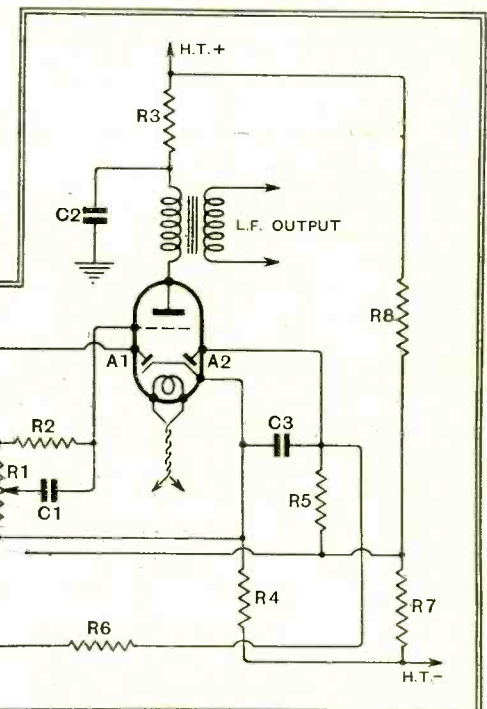 H.T.+
R3
C2
L.F. OUTPUT
R8
A1 A2
R2
C3
R1
C1
R5
R4
R7
R6
H.T.-